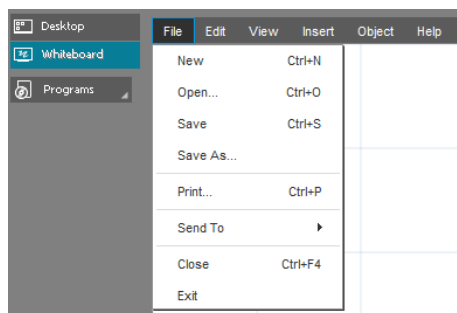 Desktop
Whiteboard
Programs
File Edit View Insert Object Help
New Ctrl+N
Open... Ctrl+O
Save Ctrl+S
Save As...
Print... Ctrl+P
Send To
Close Ctrl+F4
Exit